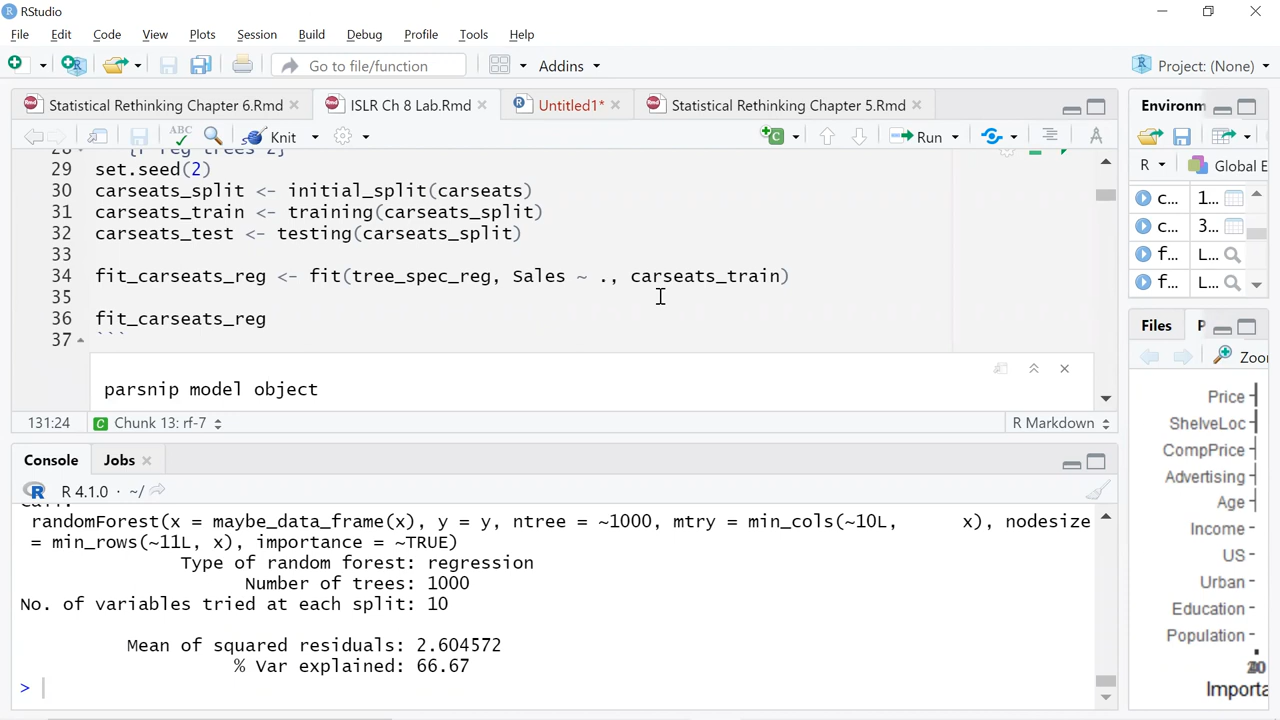 RStudio
File Edit Code View Plots Session Build Debug Profile Tools Help
Go to file/function Addins Project: (None)
Statistical Rethinking Chapter 6.Rmd ISLR Ch 8 Lab.Rmd Untitled1* Statistical Rethinking Chapter 5.Rmd
ABC Knit Run
29 set.seed(2)
30 carseats_split <- initial_split(carseats)
31 carseats_train <- training(carseats_split)
32 carseats_test <- testing(carseats_split)
33
34 fit_carseats_reg <- fit(tree_spec_reg, Sales ~ ., carseats_train)
35
36 fit_carseats_reg
37 ```
parsnip model object
131:24 Chunk 13: rf-7 R Markdown
Console Jobs
R 4.1.0 · ~/
randomForest(x = maybe_data_frame(x), y = y, ntree = ~1000, mtry = min_cols(~10L, x), nodesize
= min_rows(~11L, x), importance = ~TRUE)
Type of random forest: regression
Number of trees: 1000
No. of variables tried at each split: 10
Mean of squared residuals: 2.604572
% Var explained: 66.67
>
Environm
R Global E
c... 1...
c... 3...
f... L...
f... L...
Files P
Zoo
Price
ShelveLoc
CompPrice
Advertising
Age
Income
US
Urban
Education
Population
Importa